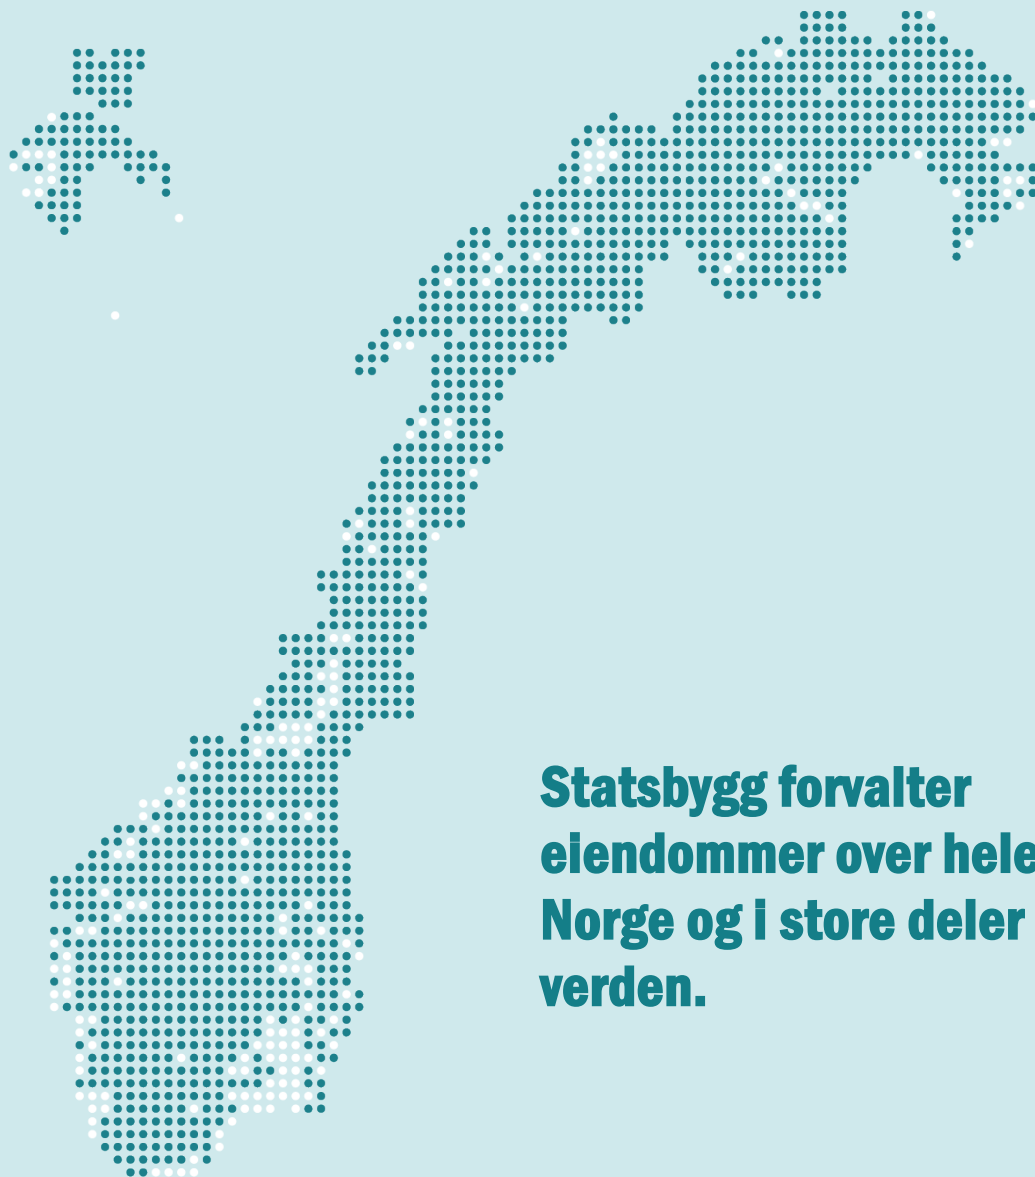 Statsbygg forvalter
eiendommer over hele
Norge og i store deler
verden.